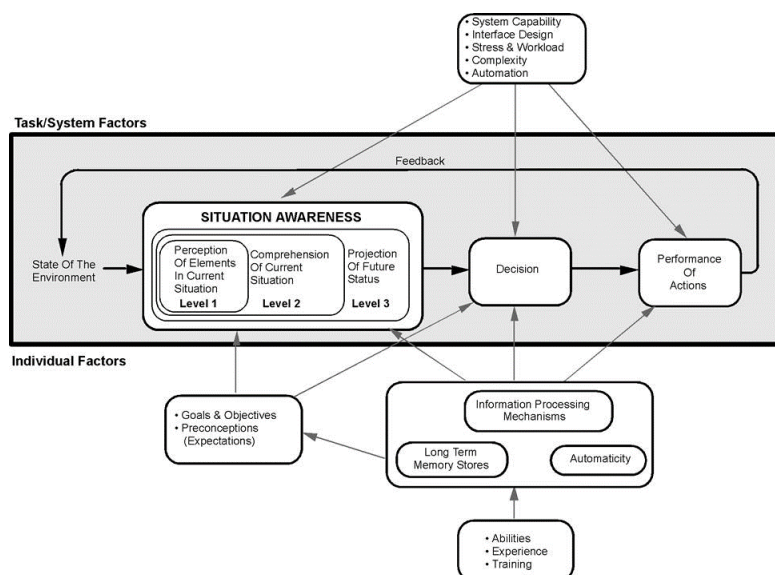 • System Capability
• Interface Design
• Stress & Workload
• Complexity
• Automation
Task/System Factors
Feedback
SITUATION AWARENESS
State Of The
Environment
Perception
Of Elements
In Current
Situation
Level 1
Comprehension
Of Current
Situation
Level 2
Projection
Of Future
Status
Level 3
Decision
Performance
Of
Actions
Individual Factors
• Goals & Objectives
• Preconceptions
(Expectations)
Information Processing
Mechanisms
Long Term
Memory Stores
Automaticity
• Abilities
• Experience
• Training